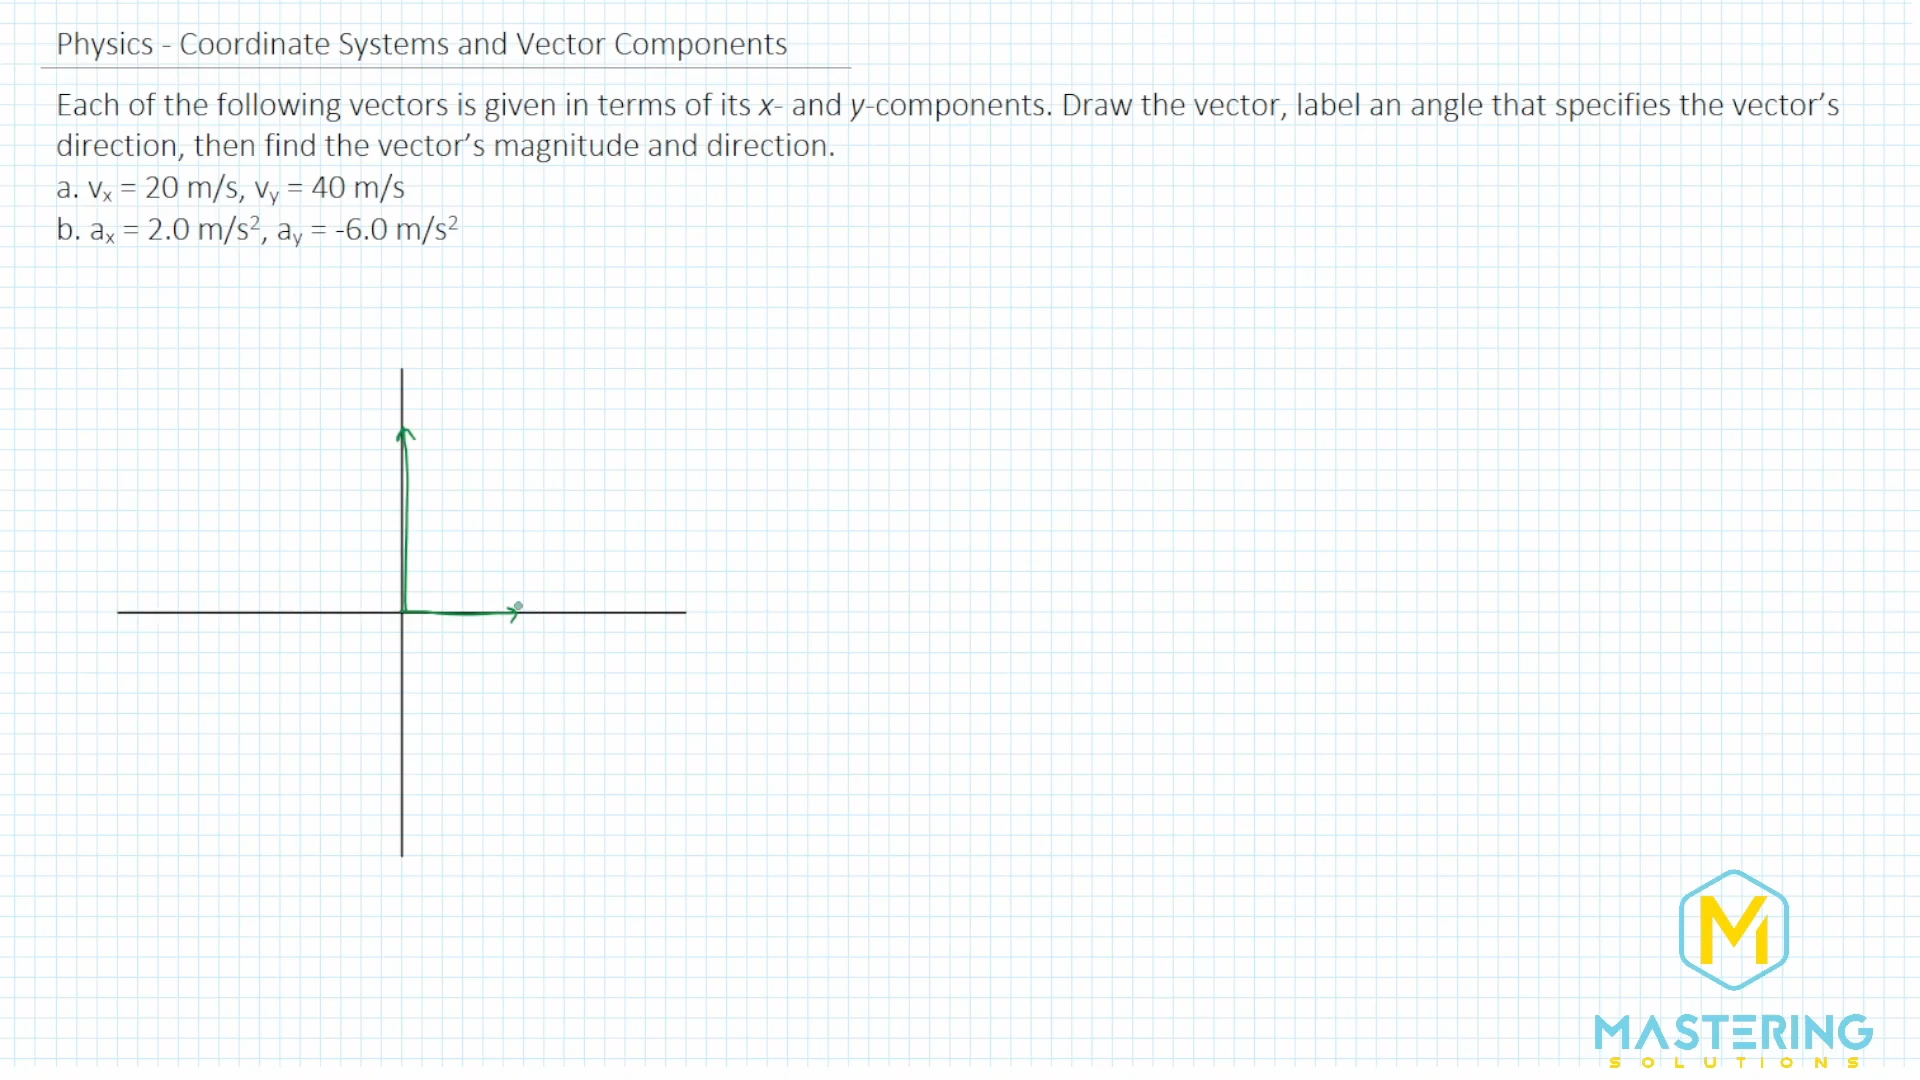 Physics - Coordinate Systems and Vector Components
Each of the following vectors is given in terms of its x- and y-components. Draw the vector, label an angle that specifies the vector’s
direction, then find the vector’s magnitude and direction.
a. vₓ = 20 m/s, vᵧ = 40 m/s
b. aₓ = 2.0 m/s², aᵧ = -6.0 m/s²
M
MASTERING
SOLUTIONS